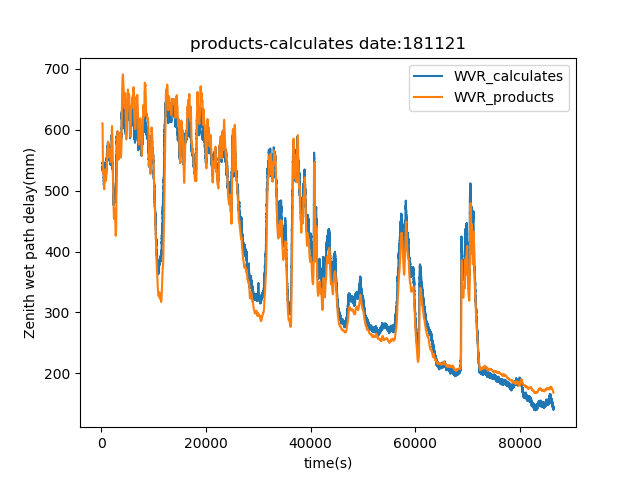 products-calculates date:181121
WVR_calculates
WVR_products
Zenith wet path delay(mm)
700
600
500
400
300
200
0 20000 40000 60000 80000
time(s)